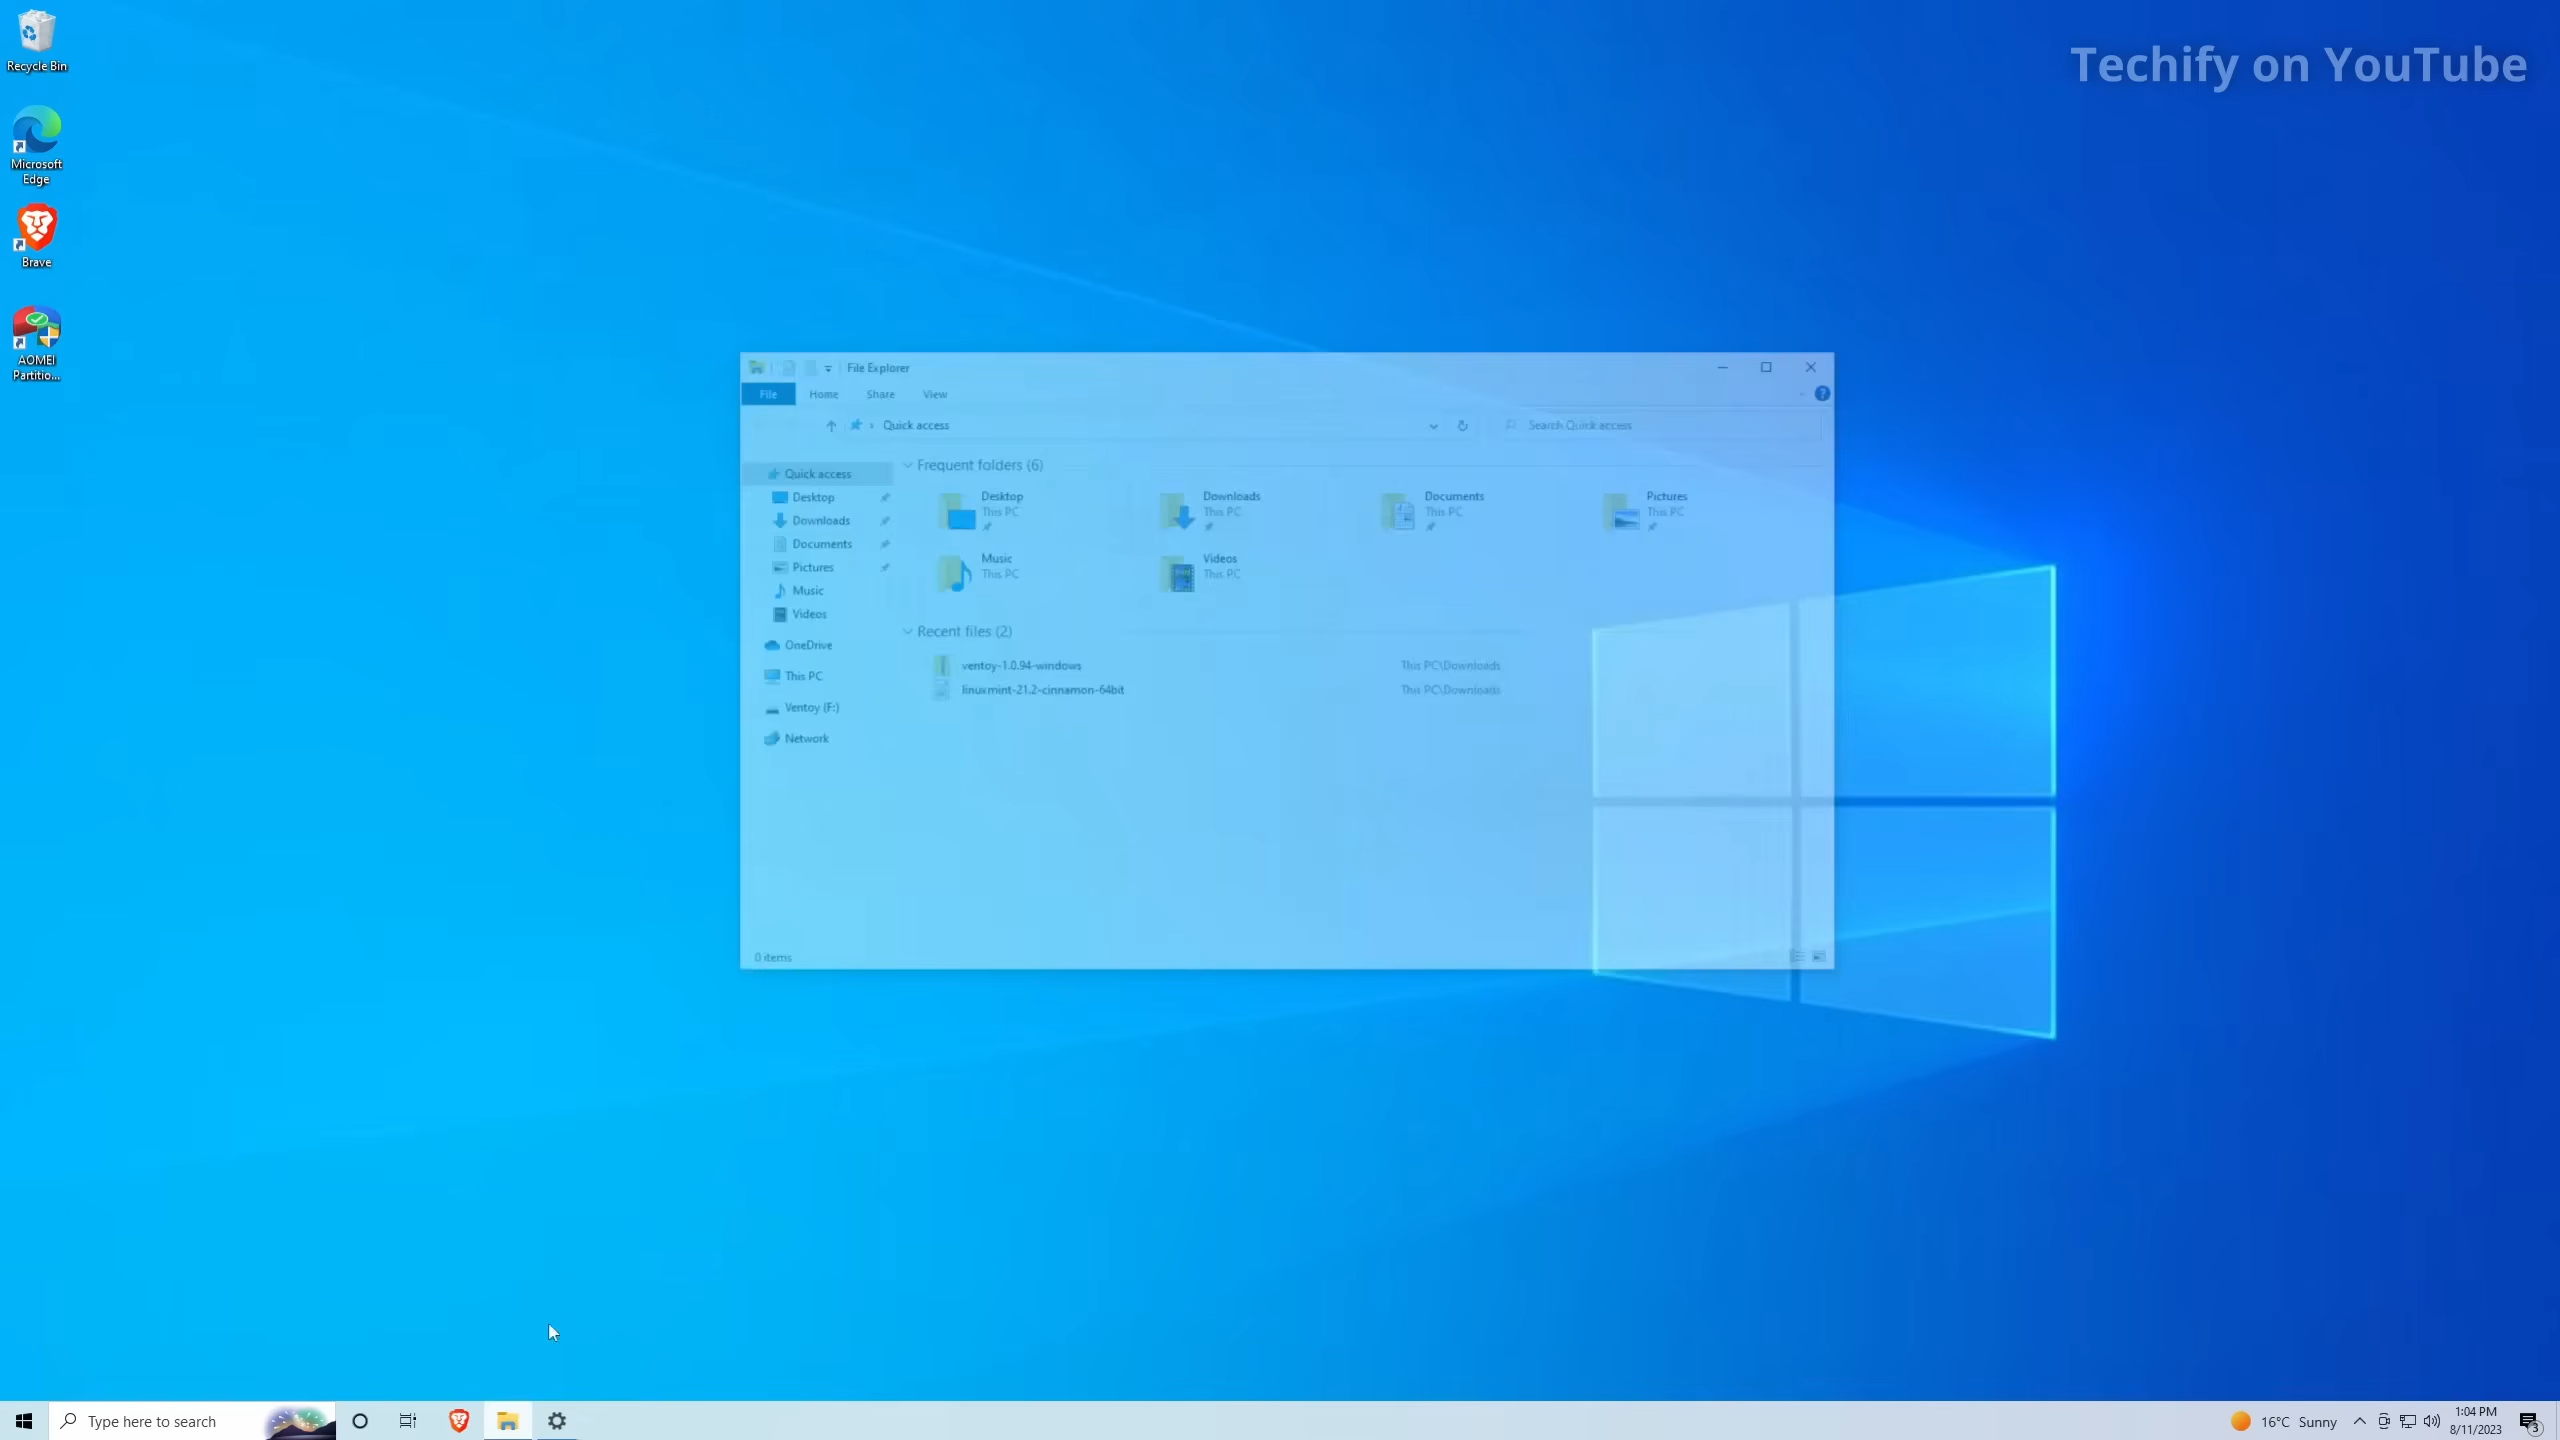 Recycle Bin
Techify on YouTube
Microsoft
Edge
Brave
AOMEI
Partitio...
File Explorer
File
Home
Share
View
Quick access
Search Quick access
Quick access
Desktop
Downloads
Documents
Pictures
Music
Videos
OneDrive
This PC
Ventoy (F:)
Network
Frequent folders (6)
Desktop
This PC
Downloads
This PC
Documents
This PC
Pictures
This PC
Music
This PC
Videos
This PC
Recent files (2)
ventoy-1.0.94-windows
This PC\Downloads
linuxmint-21.2-cinnamon-64bit
This PC\Downloads
0 items
Type here to search
16°C Sunny
1:04 PM
8/11/2023
3